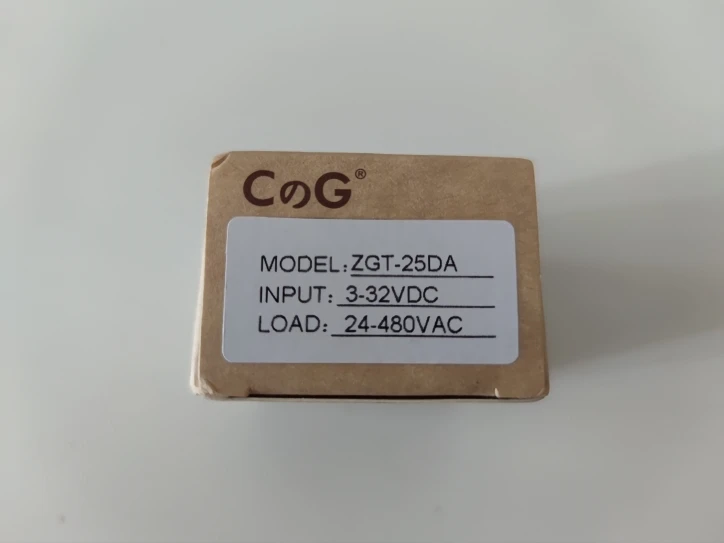 CのG®
MODEL: ZGT-25DA
INPUT: 3-32VDC
LOAD: 24-480VAC